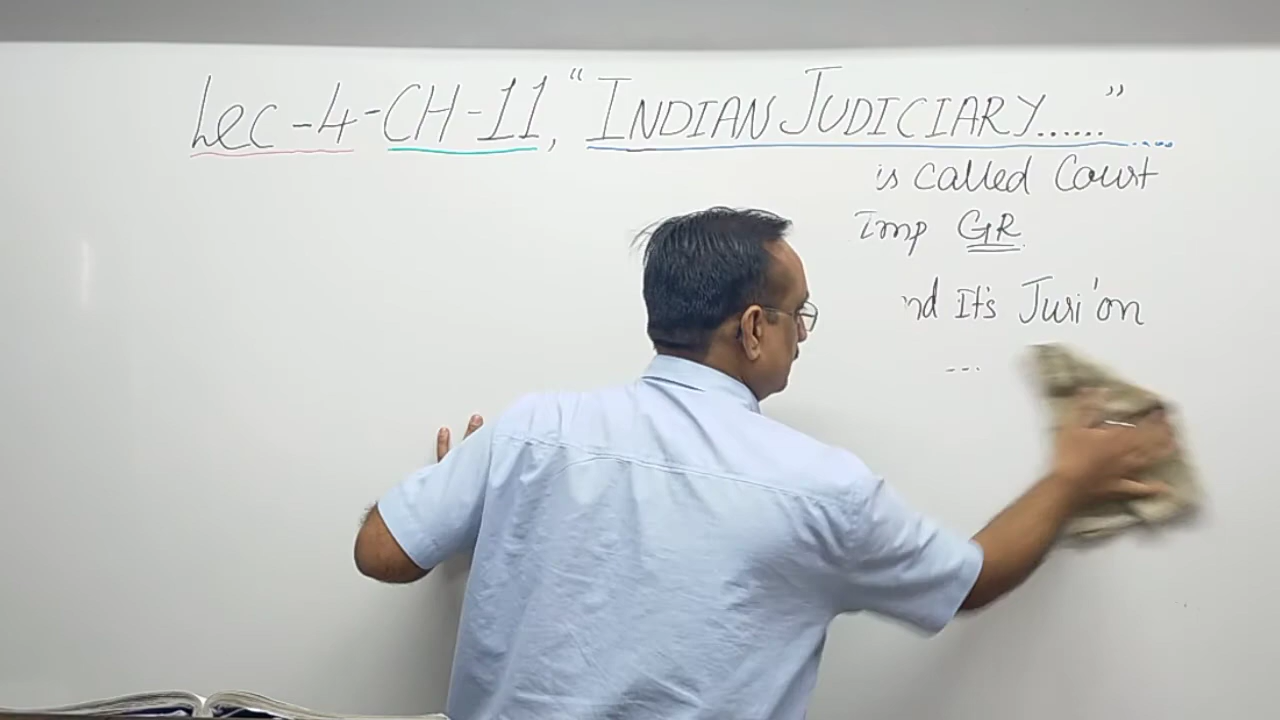 Lec-4-CH-11, "INDIAN JUDICIARY......"
is called Court
Imp GR
nd It's Juri'on
---